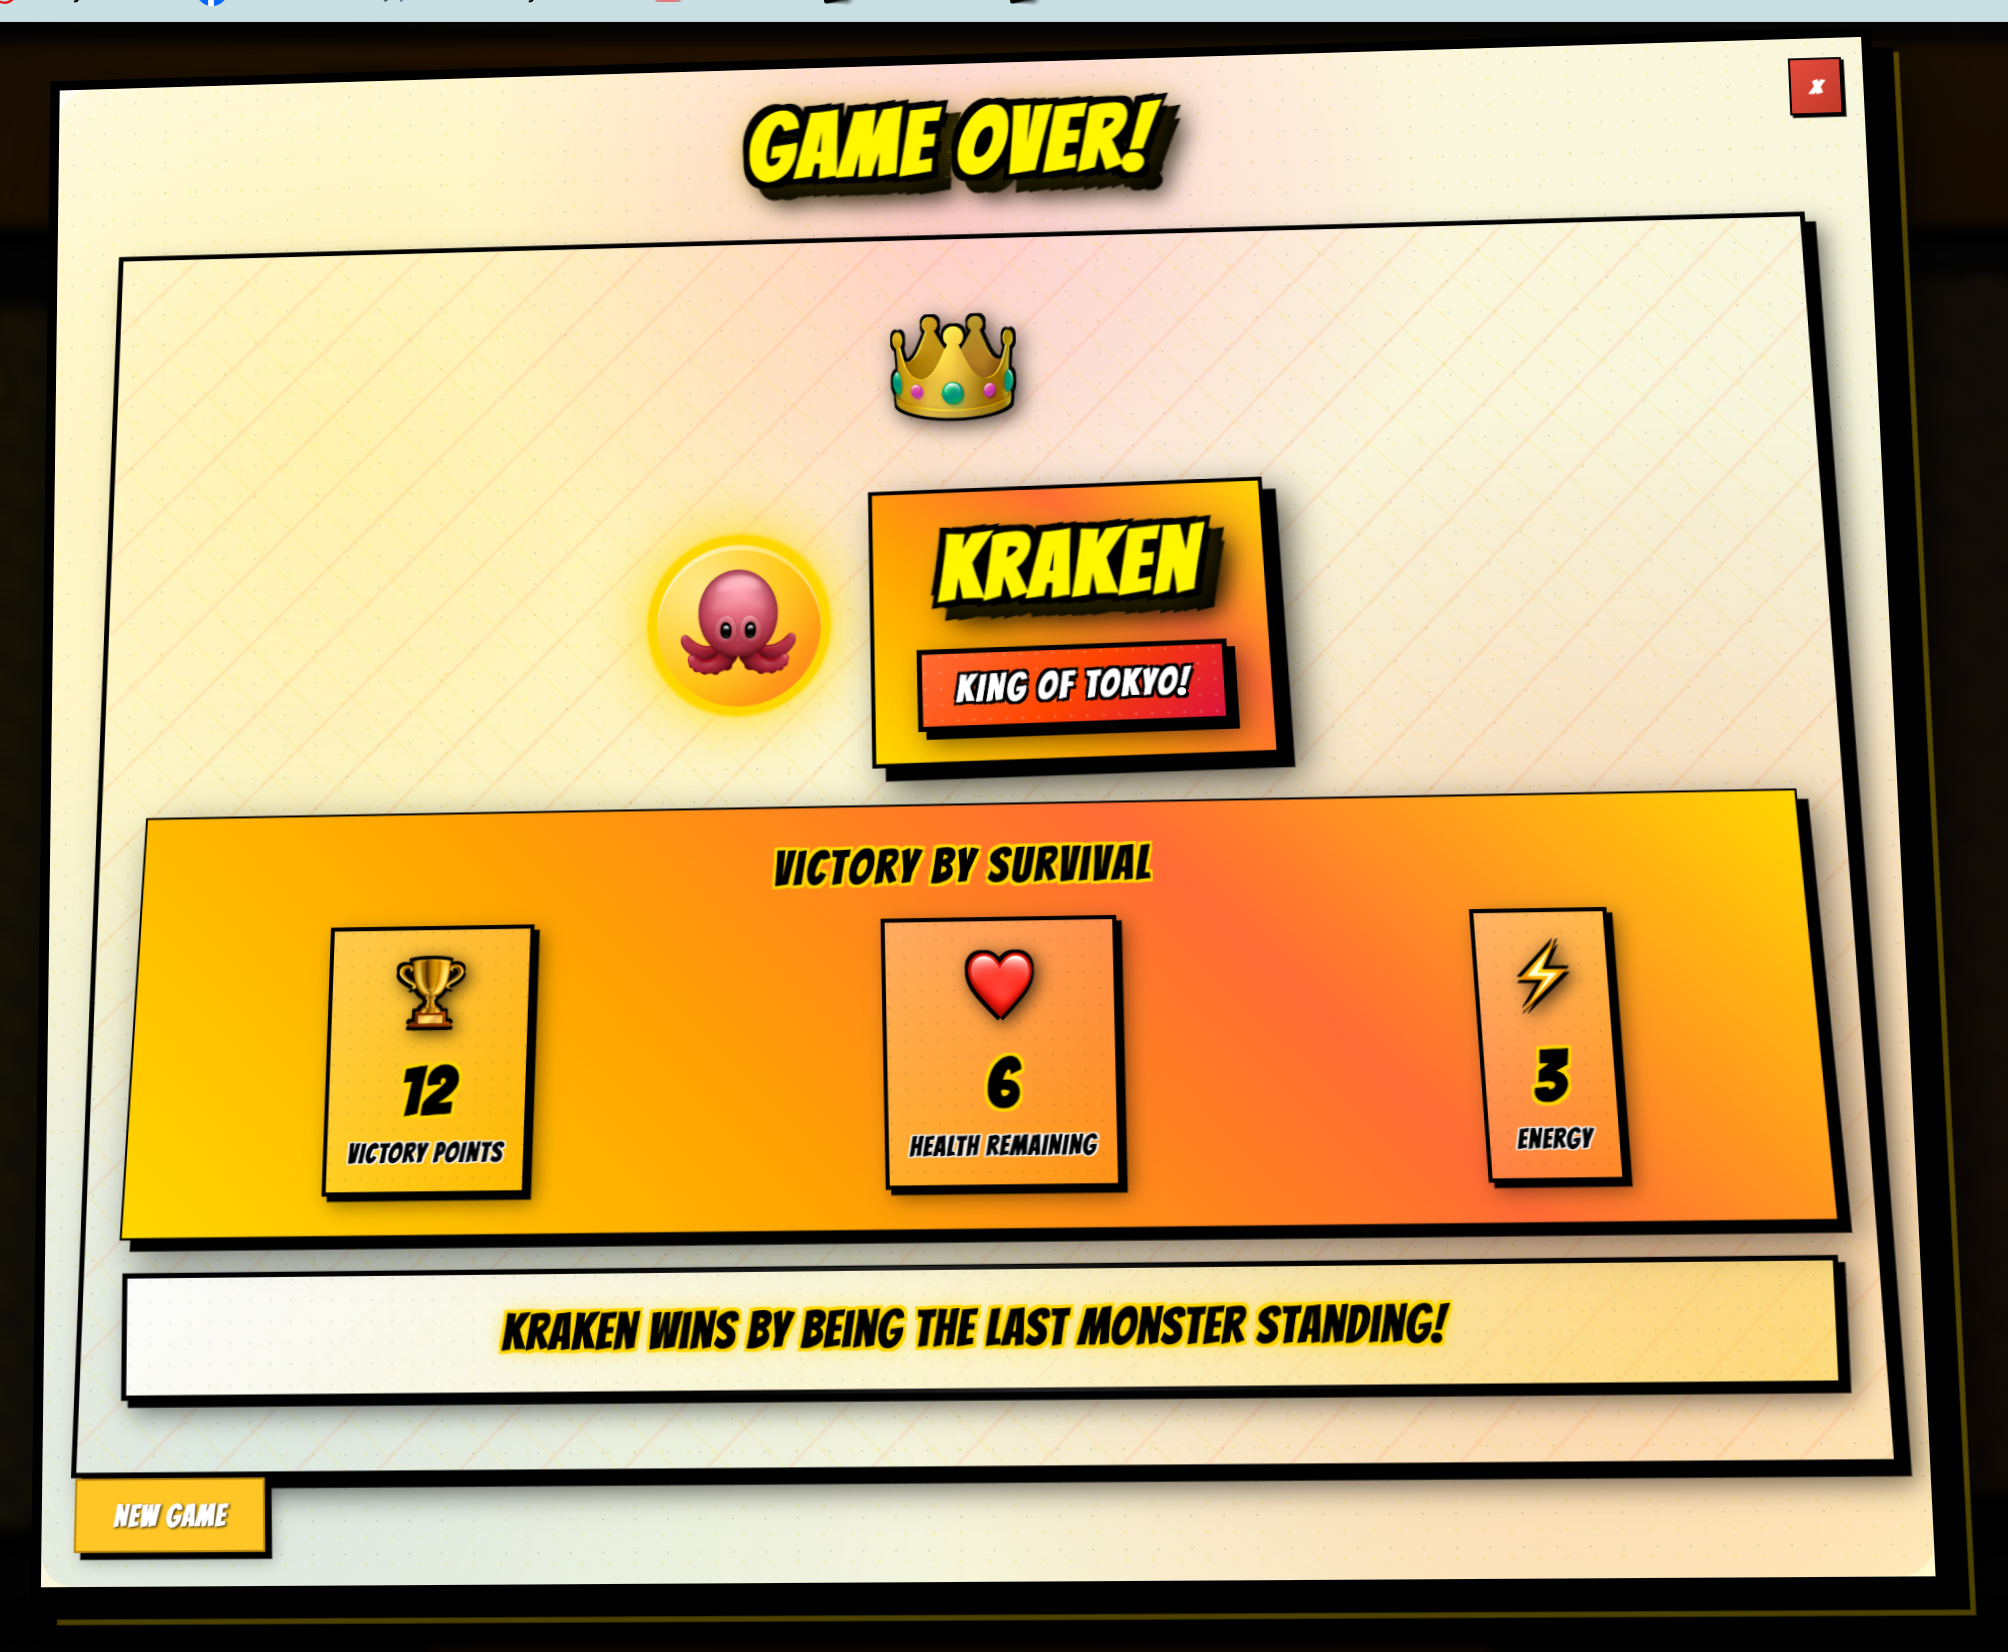 GAME OVER!
X
KRAKEN
KING OF TOKYO!
VICTORY BY SURVIVAL
12
VICTORY POINTS
6
HEALTH REMAINING
3
ENERGY
KRAKEN WINS BY BEING THE LAST MONSTER STANDING!
NEW GAME